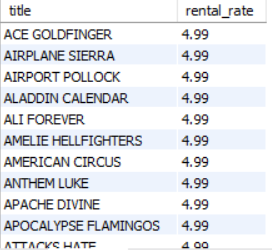 title rental_rate
ACE GOLDFINGER 4.99
AIRPLANE SIERRA 4.99
AIRPORT POLLOCK 4.99
ALADDIN CALENDAR 4.99
ALI FOREVER 4.99
AMELIE HELLFIGHTERS 4.99
AMERICAN CIRCUS 4.99
ANTHEM LUKE 4.99
APACHE DIVINE 4.99
APOCALYPSE FLAMINGOS 4.99
ATTACKS HATE 4.99